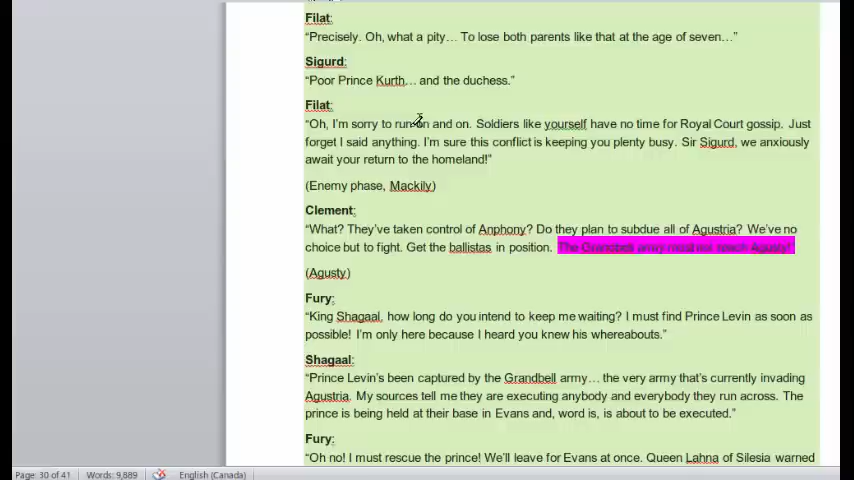 Filat:
“Precisely. Oh, what a pity… To lose both parents like that at the age of seven…”
Sigurd:
“Poor Prince Kurth… and the duchess.”
Filat:
“Oh, I’m sorry to run on and on. Soldiers like yourself have no time for Royal Court gossip. Just
forget I said anything. I’m sure this conflict is keeping you plenty busy. Sir Sigurd, we anxiously
await your return to the homeland!”
(Enemy phase, Mackily)
Clement:
“What? They’ve taken control of Anphony? Do they plan to subdue all of Agustria? We’ve no
choice but to fight. Get the ballistas in position. The Grandbell army must not reach Agusty!”
(Agusty)
Fury:
“King Shagaal, how long do you intend to keep me waiting? I must find Prince Levin as soon as
possible! I’m only here because I heard you knew his whereabouts.”
Shagaal:
“Prince Levin’s been captured by the Grandbell army… the very army that’s currently invading
Agustria. My sources tell me they are executing anybody and everybody they run across. The
prince is being held at their base in Evans and, word is, is about to be executed.”
Fury:
“Oh no! I must rescue the prince! We’ll leave for Evans at once. Queen Lahna of Silesia warned
Page: 30 of 41 Words: 9,889 English (Canada)